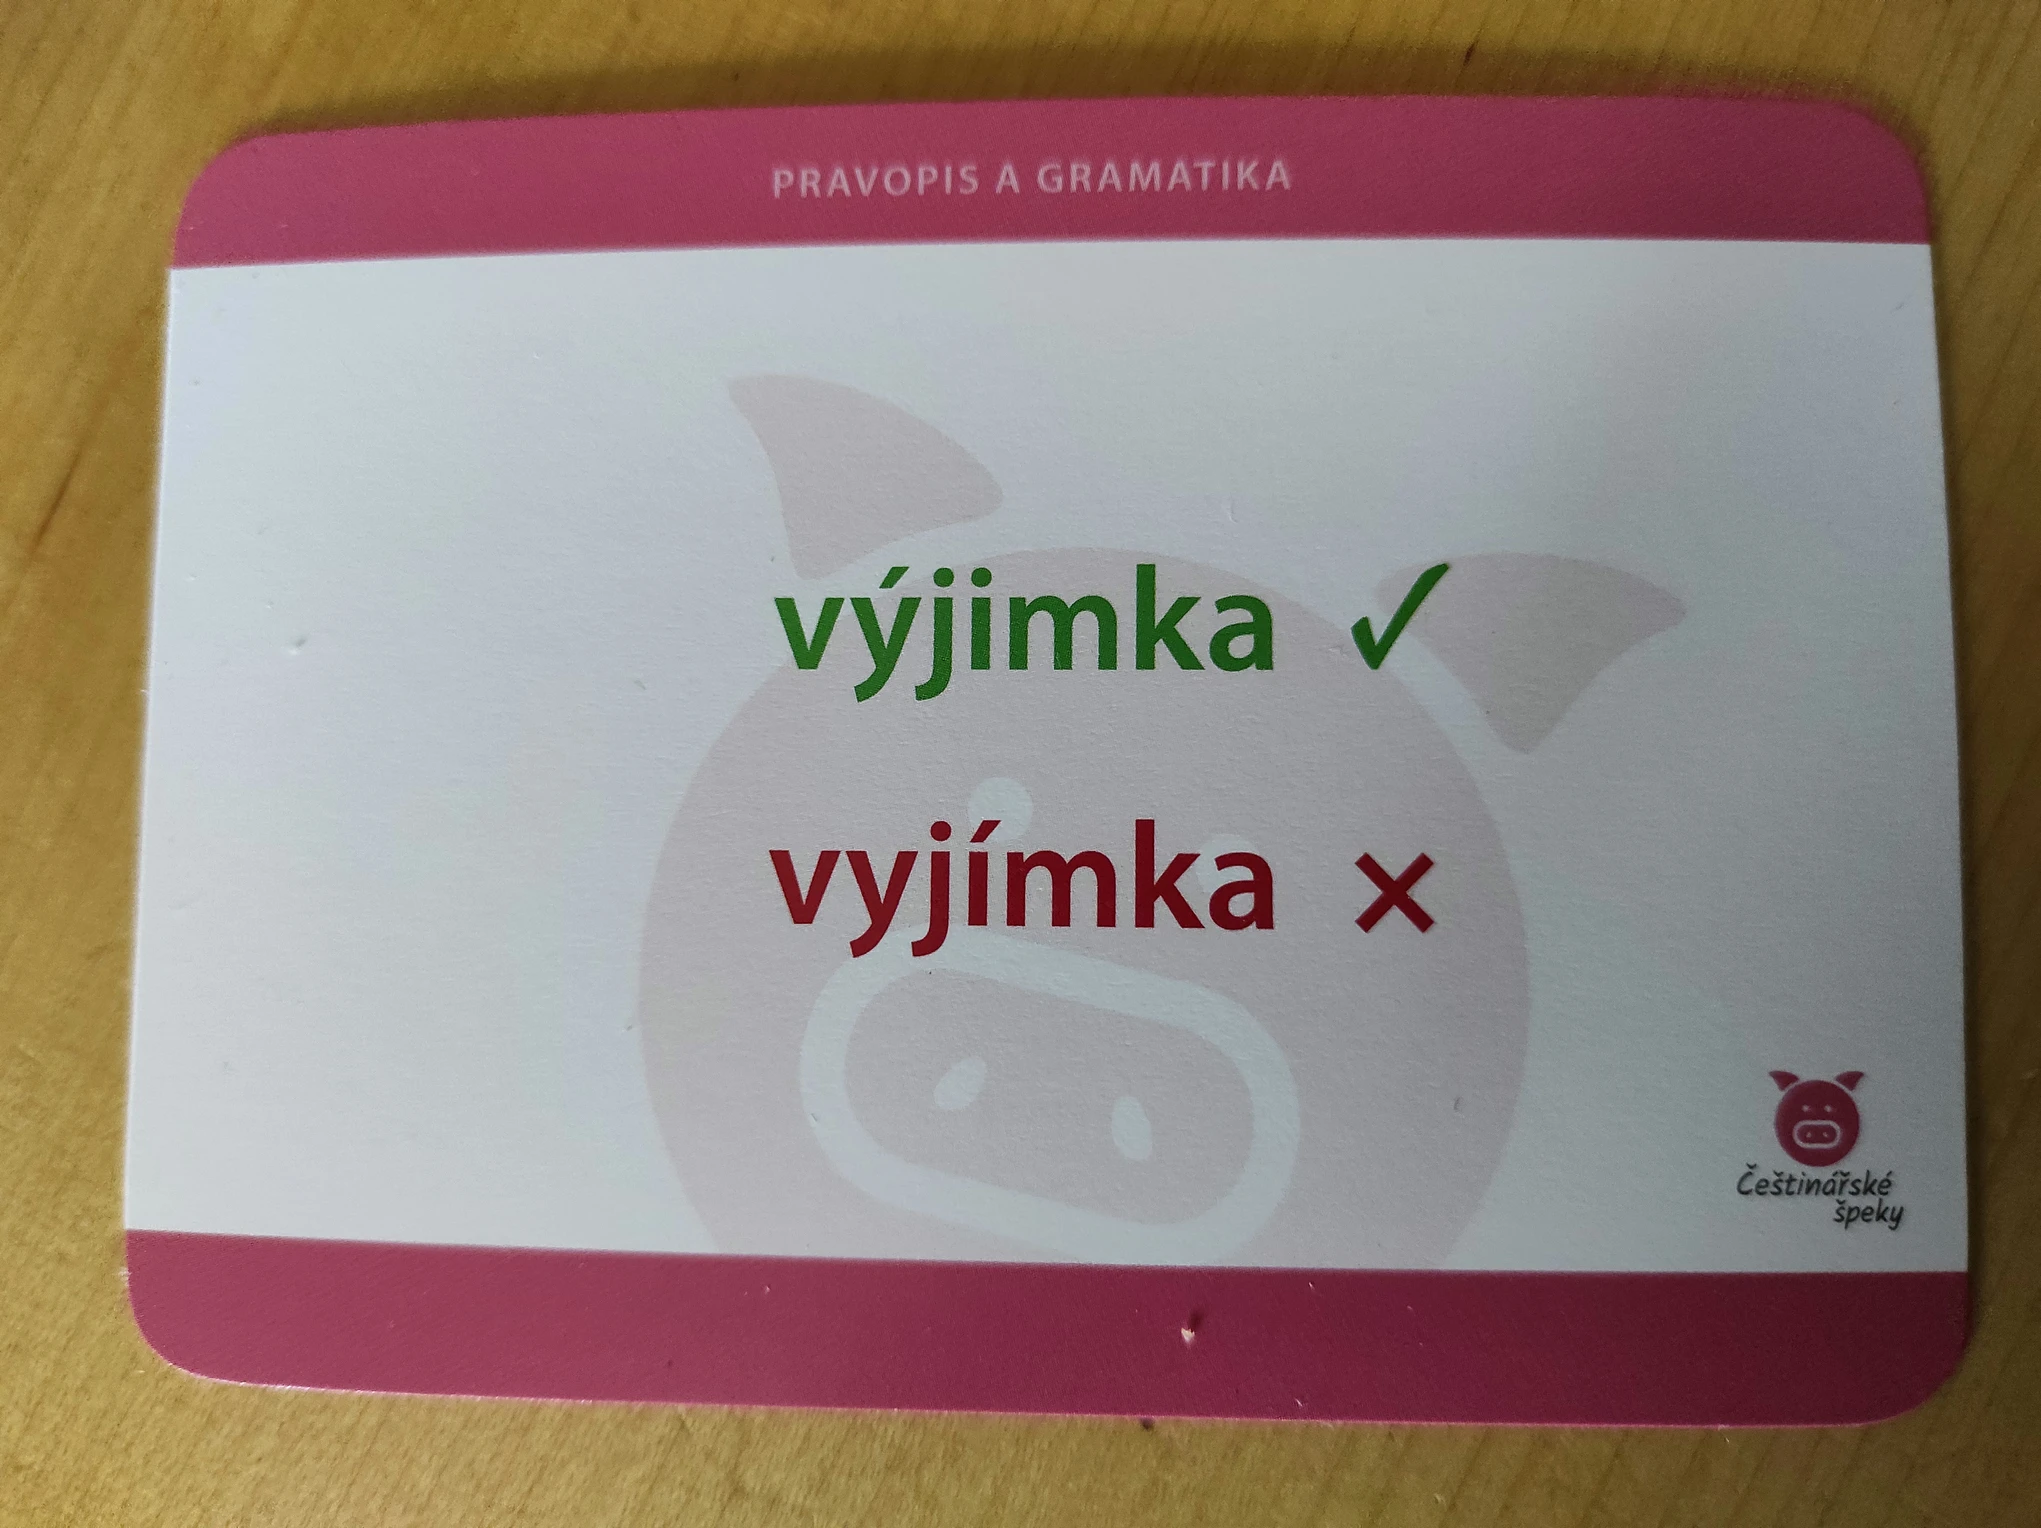 PRAVOPIS A GRAMATIKA
výjimka ✓
vyjímka ×
Češtinářské
špeky